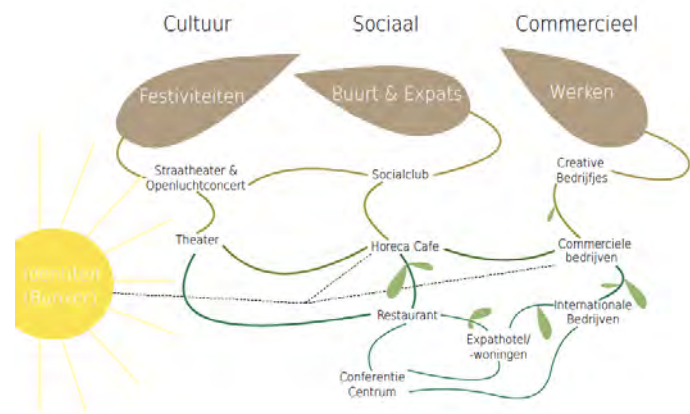 Cultuur
Sociaal
Commercieel
Festiviteiten
Buurt & Expats
Werken
Straatheater &
Openluchtconcert
Socialclub
Creative
Bedrijfjes
Theater
Horeca Cafe
Commerciele
bedrijven
Restaurant
Internationale
Bedrijven
Expathotel/
-woningen
Conferentie
Centrum